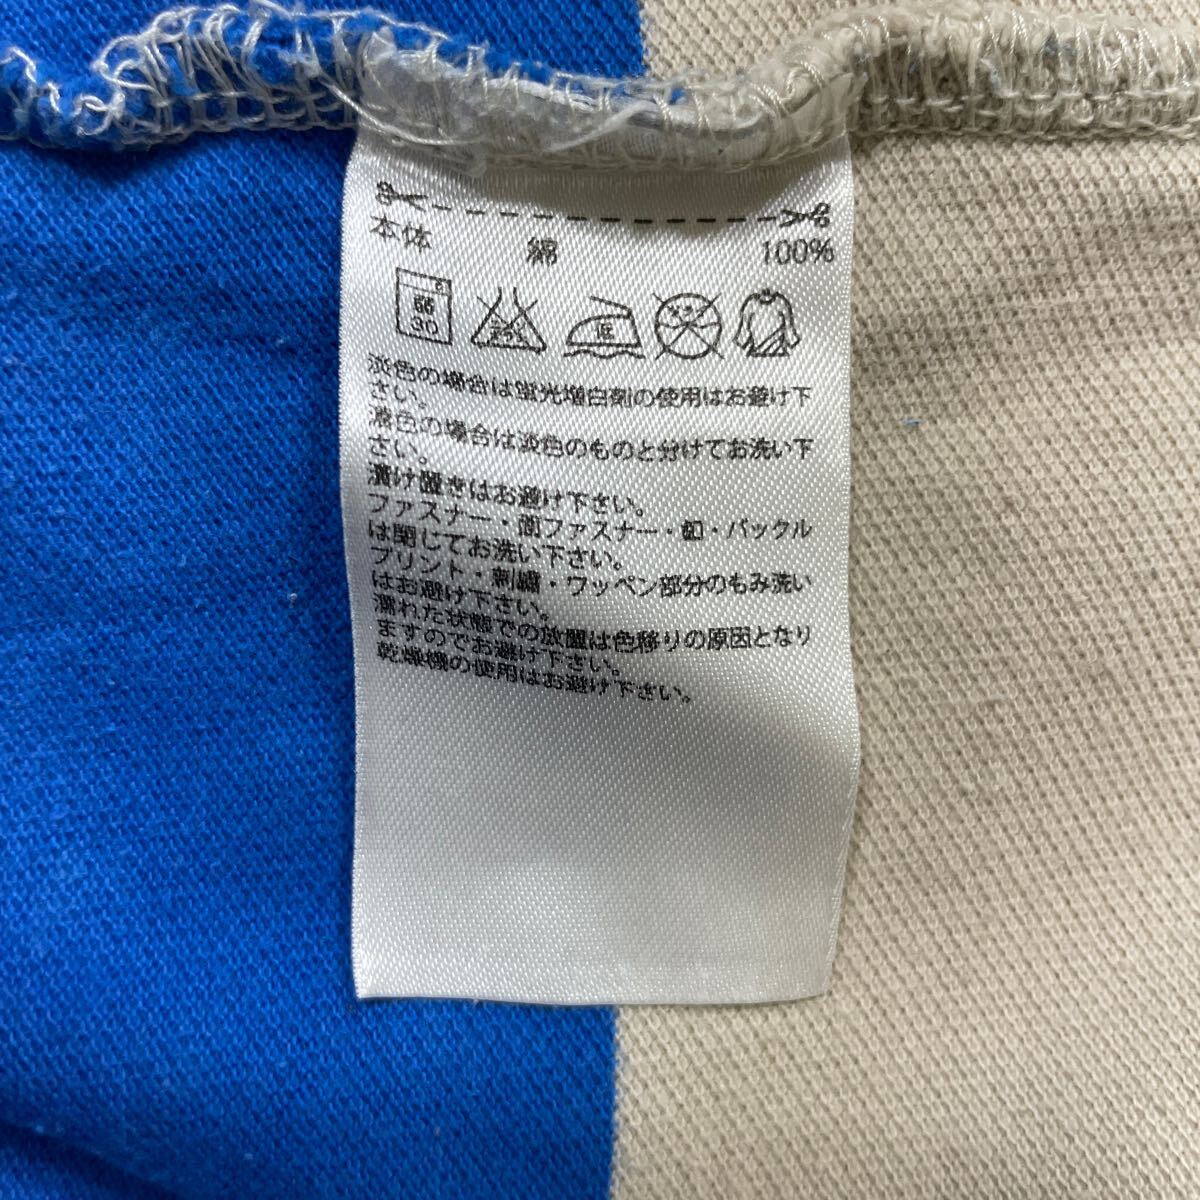 本体 綿 100%
30
淡色の場合は蛍光増白剤の使用はお避け下
さい。
濃色の場合は淡色のものと分けてお洗い下
さい。
漬け置きはお避け下さい。
ファスナー・面ファスナー・釦・バックル
は閉じてお洗い下さい。
プリント・刺繍・ワッペン部分のもみ洗い
はお避け下さい。
濡れた状態での放置は色移りの原因となり
ますのでお避け下さい。
乾燥機の使用はお避け下さい。